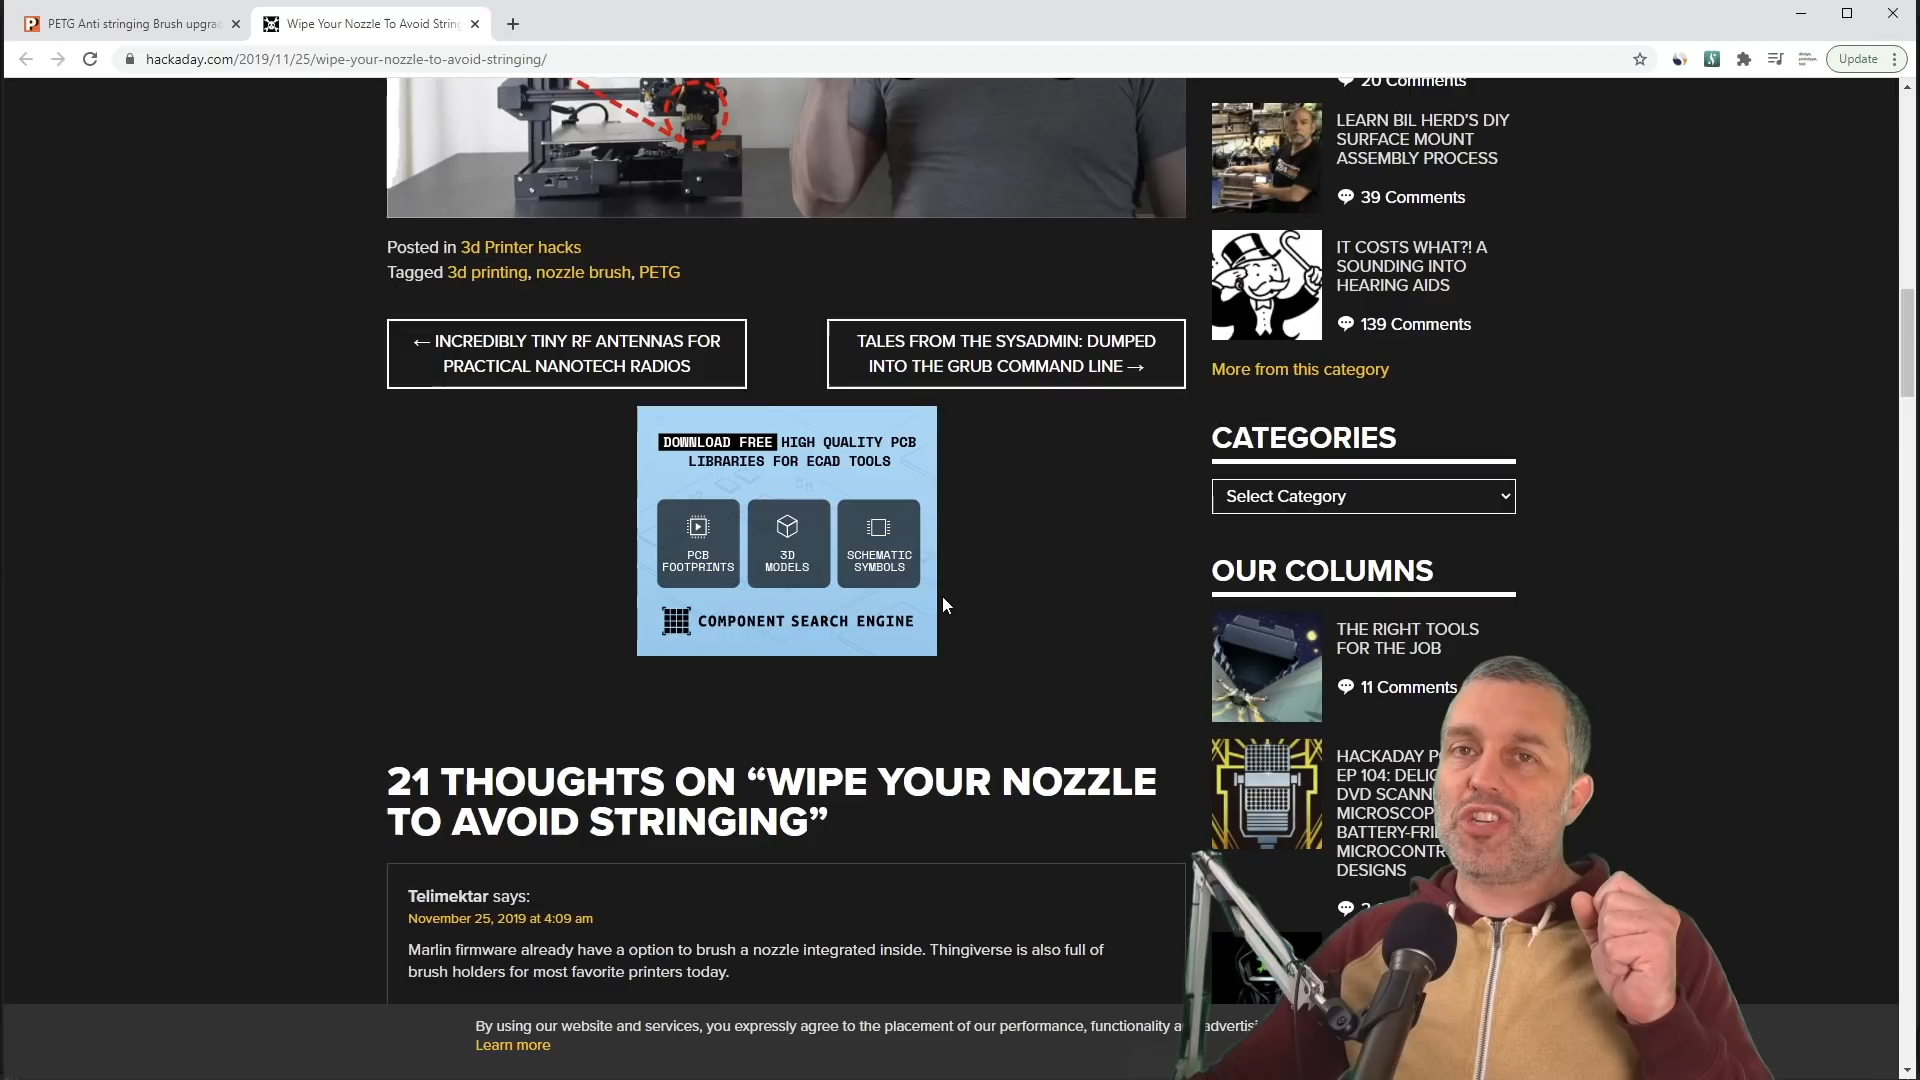 PETG Anti stringing Brush upgra
Wipe Your Nozzle To Avoid String
hackaday.com/2019/11/25/wipe-your-nozzle-to-avoid-stringing/
Update
20 Comments
LEARN BIL HERD'S DIY
SURFACE MOUNT
ASSEMBLY PROCESS
39 Comments
IT COSTS WHAT?! A
SOUNDING INTO
HEARING AIDS
139 Comments
More from this category
Posted in 3d Printer hacks
Tagged 3d printing, nozzle brush, PETG
← INCREDIBLY TINY RF ANTENNAS FOR
PRACTICAL NANOTECH RADIOS
TALES FROM THE SYSADMIN: DUMPED
INTO THE GRUB COMMAND LINE →
DOWNLOAD FREE HIGH QUALITY PCB
LIBRARIES FOR ECAD TOOLS
PCB
FOOTPRINTS
3D
MODELS
SCHEMATIC
SYMBOLS
COMPONENT SEARCH ENGINE
CATEGORIES
Select Category
OUR COLUMNS
THE RIGHT TOOLS
FOR THE JOB
11 Comments
HACKADAY P
EP 104: DELI
DVD SCANN
MICROSCOP
BATTERY-FRI
MICROCONTR
DESIGNS
21 THOUGHTS ON “WIPE YOUR NOZZLE
TO AVOID STRINGING”
Telimektar says:
November 25, 2019 at 4:09 am
Marlin firmware already have a option to brush a nozzle integrated inside. Thingiverse is also full of
brush holders for most favorite printers today.
By using our website and services, you expressly agree to the placement of our performance, functionality a advertisi
Learn more